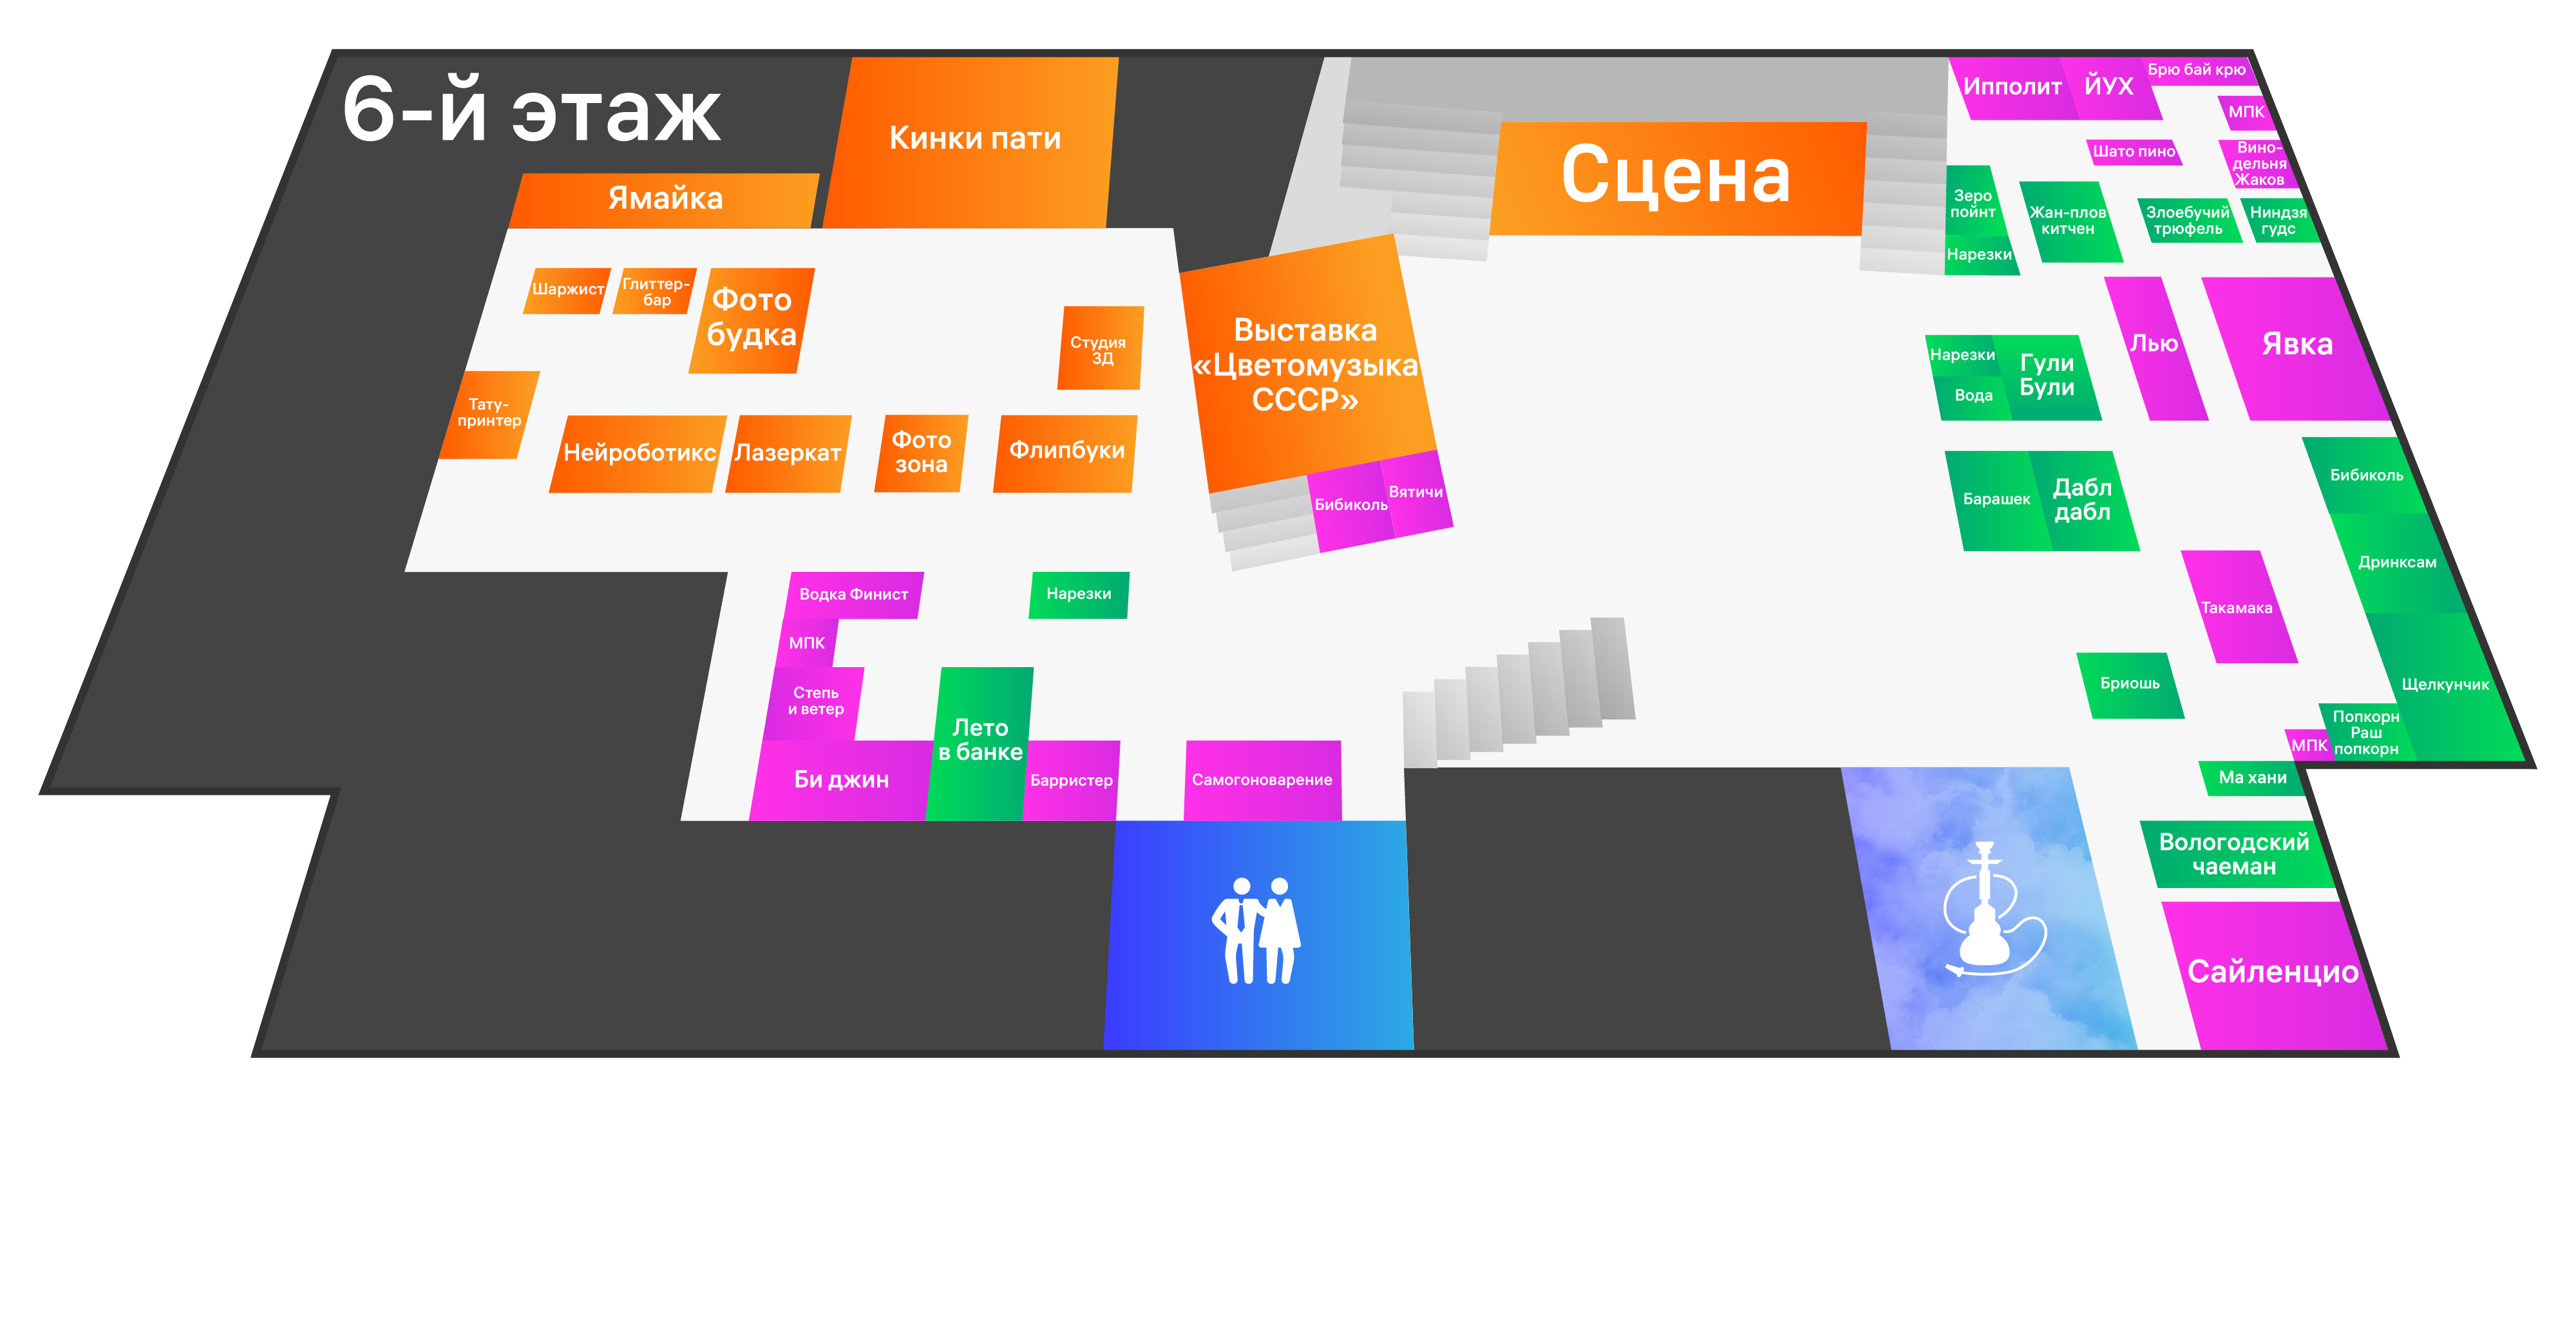 6-й этаж
Кинки пати
Ямайка
Сцена
Ипполит
ЙУХ
Брю бай крю
МПК
Шато пино
Вино-
дельня
Жаков
Зеро
пойнт
Нарезки
Жан-плов
китчен
Злоебучий
трюфель
Ниндзя
гудс
Шаржист
Глиттер-
бар
Фото
будка
Студия
3Д
Выставка
«Цветомузыка
СССР»
Тату-
принтер
Нейроботикс
Лазеркат
Фото
зона
Флипбуки
Бибиколь
Вятичи
Нарезки
Вода
Гули
Були
Лью
Явка
Барашек
Дабл
дабл
Бибиколь
Дринксам
Такамака
Щелкунчик
Бриошь
Попкорн
Раш
попкорн
МПК
Ма хани
Вологодский
чаеман
Сайленцио
Водка Финист
Нарезки
МПК
Степь
и ветер
Лето
в банке
Би джин
Барристер
Самогоноварение